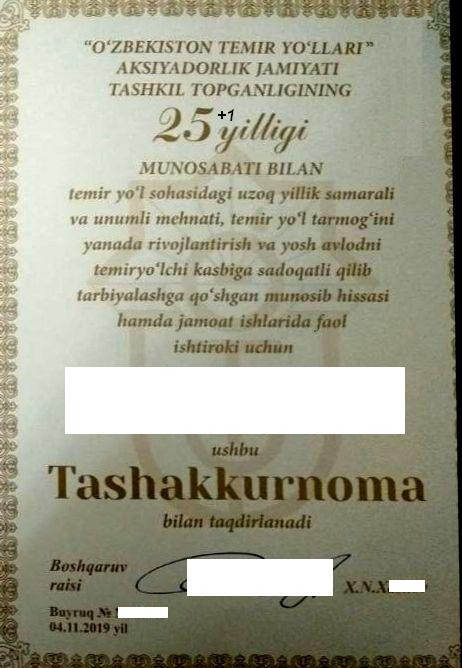 “O‘ZBEKISTON TEMIR YO‘LLARI”
AKSIYADORLIK JAMIYATI
TASHKIL TOPGANLIGINING
25 +1 yilligi
MUNOSABATI BILAN
temir yo‘l sohasidagi uzoq yillik samarali
va unumli mehnati, temir yo‘l tarmog‘ini
yanada rivojlantirish va yosh avlodni
temiryo‘lchi kasbiga sadoqatli qilib
tarbiyalashga qo‘shgan munosib hissasi
hamda jamoat ishlarida faol
ishtiroki uchun
ushbu
Tashakkurnoma
bilan taqdirlanadi
Boshqaruv
raisi X.N.X
Buyruq №
04.11.2019 yil